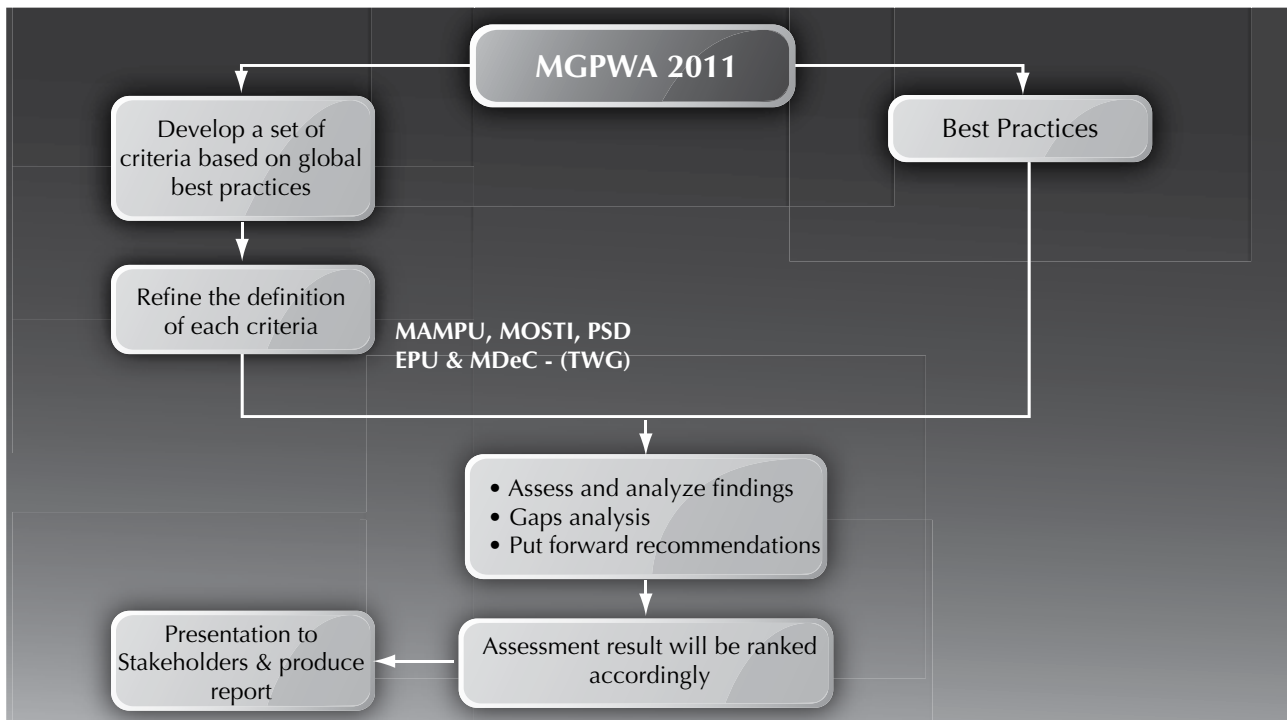 MGPWA 2011
Develop a set of
criteria based on global
best practices
Best Practices
Refine the definition
of each criteria
MAMPU, MOSTI, PSD
EPU & MDeC - (TWG)
• Assess and analyze findings
• Gaps analysis
• Put forward recommendations
Assessment result will be ranked
accordingly
Presentation to
Stakeholders & produce
report